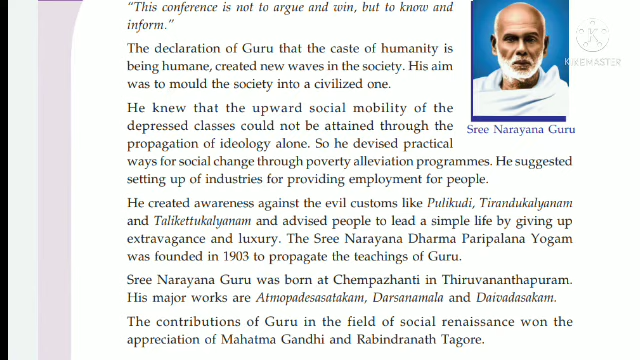 "This conference is not to argue and win, but to know and
inform."
The declaration of Guru that the caste of humanity is
being humane, created new waves in the society. His aim
was to mould the society into a civilized one.
He knew that the upward social mobility of the
depressed classes could not be attained through the
propagation of ideology alone. So he devised practical
ways for social change through poverty alleviation programmes. He suggested
setting up of industries for providing employment for people.
He created awareness against the evil customs like Pulikudi, Tirandukalyanam
and Talikettukalyanam and advised people to lead a simple life by giving up
extravagance and luxury. The Sree Narayana Dharma Paripalana Yogam
was founded in 1903 to propagate the teachings of Guru.
Sree Narayana Guru was born at Chempazhanti in Thiruvananthapuram.
His major works are Atmopadesasatakam, Darsanamala and Daivadasakam.
The contributions of Guru in the field of social renaissance won the
appreciation of Mahatma Gandhi and Rabindranath Tagore.
Sree Narayana Guru
KINEMASTER